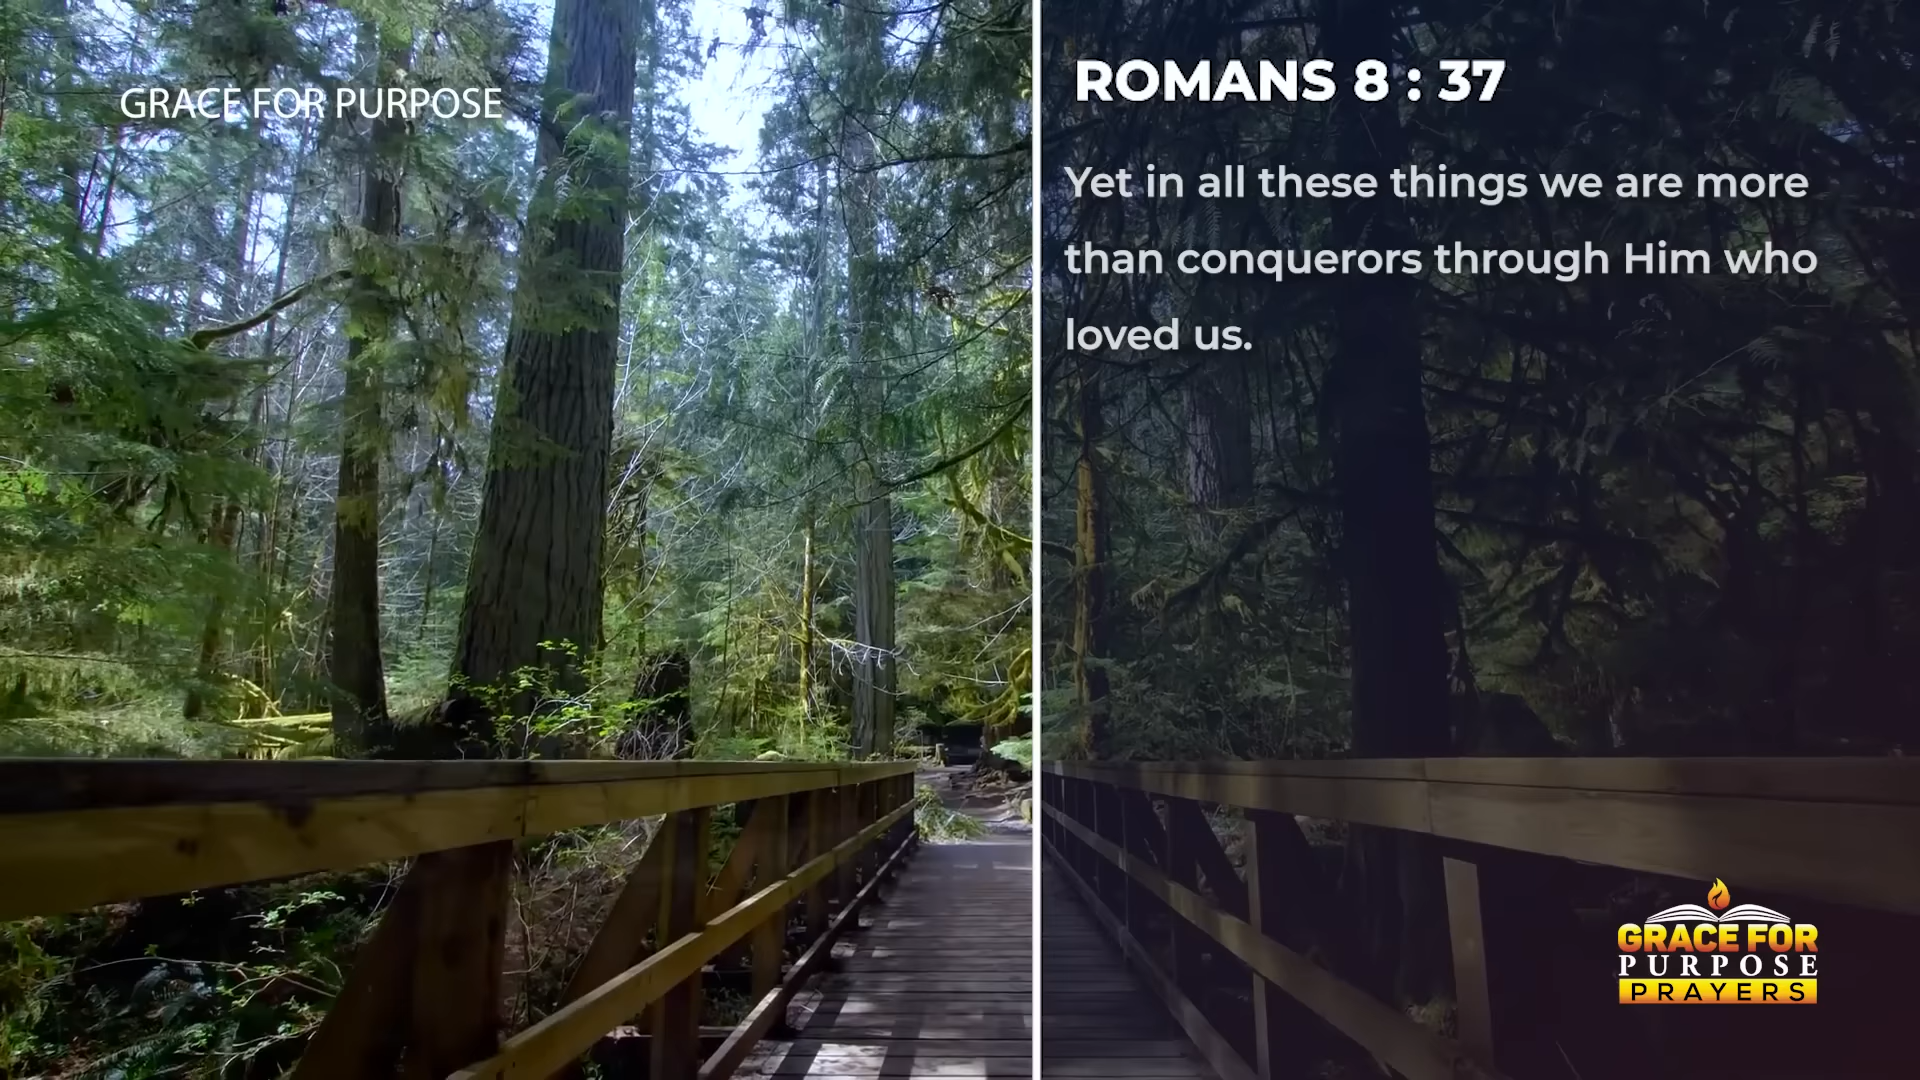 GRACE FOR PURPOSE
ROMANS 8 : 37
Yet in all these things we are more
than conquerors through Him who
loved us.
GRACE FOR
PURPOSE
PRAYERS